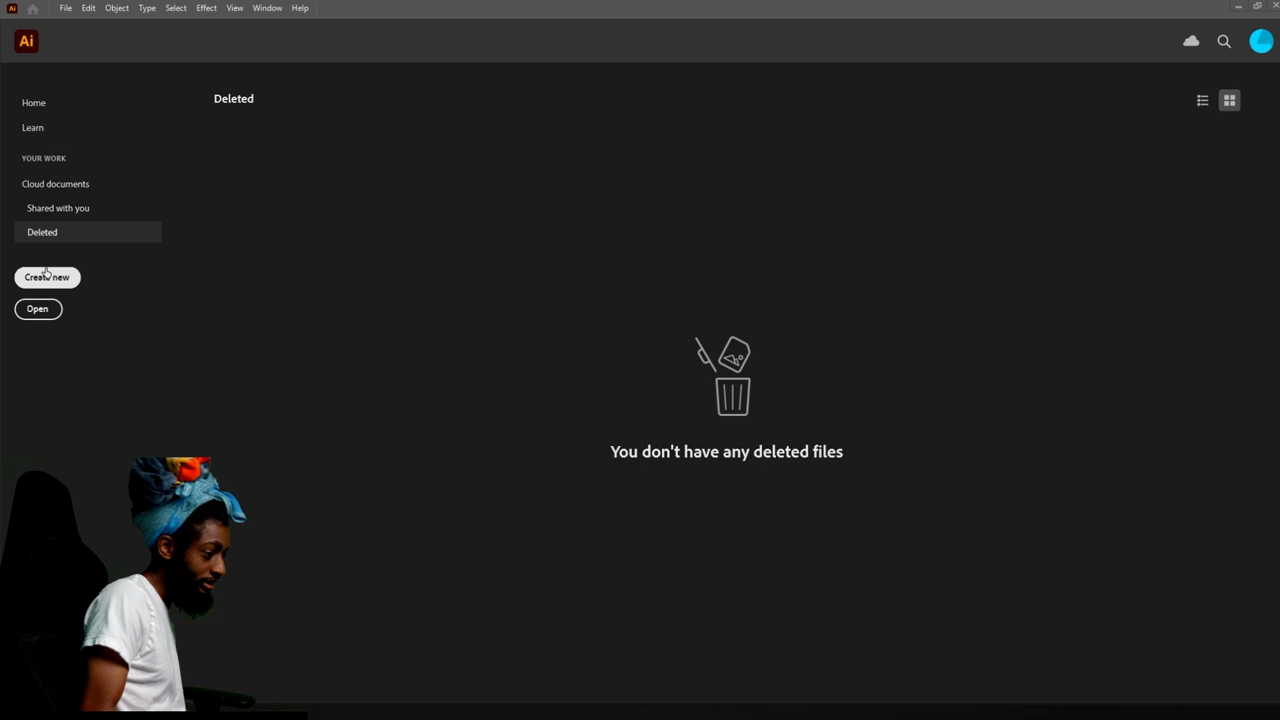 Ai File Edit Object Type Select Effect View Window Help
Ai
Home
Learn
YOUR WORK
Cloud documents
Shared with you
Deleted
Create new
Open
Deleted
You don't have any deleted files